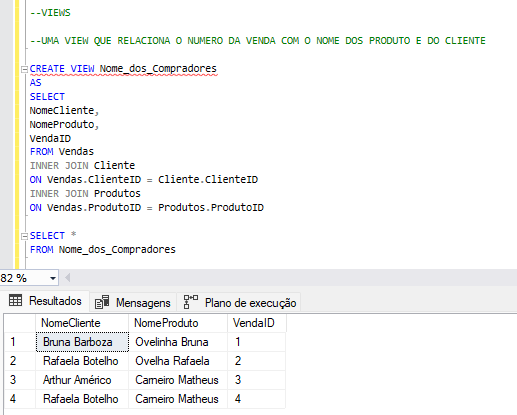 --VIEWS
--UMA VIEW QUE RELACIONA O NUMERO DA VENDA COM O NOME DOS PRODUTO E DO CLIENTE
CREATE VIEW Nome_dos_Compradores
AS
SELECT
NomeCliente,
NomeProduto,
VendaID
FROM Vendas
INNER JOIN Cliente
ON Vendas.ClienteID = Cliente.ClienteID
INNER JOIN Produtos
ON Vendas.ProdutoID = Produtos.ProdutoID
SELECT *
FROM Nome_dos_Compradores
82 %
Resultados Mensagens Plano de execução
NomeCliente NomeProduto VendaID
1 Bruna Barboza Ovelinha Bruna 1
2 Rafaela Botelho Ovelha Rafaela 2
3 Arthur Américo Carneiro Matheus 3
4 Rafaela Botelho Carneiro Matheus 4